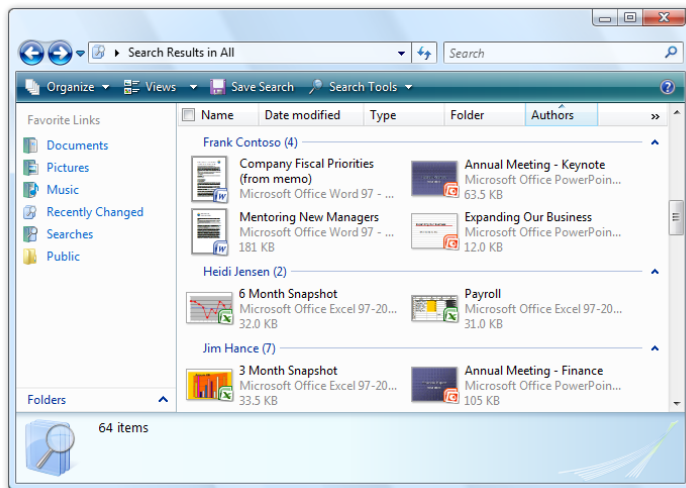 Search Results in All
Search
Organize Views Save Search Search Tools
Favorite Links
Documents
Pictures
Music
Recently Changed
Searches
Public
Folders
Name Date modified Type Folder Authors »
Frank Contoso (4)
Company Fiscal Priorities
(from memo)
Microsoft Office Word 97 - ...
Annual Meeting - Keynote
Microsoft Office PowerPoin...
63.5 KB
Mentoring New Managers
Microsoft Office Word 97 - ...
181 KB
Expanding Our Business
Microsoft Office PowerPoin...
12.0 KB
Heidi Jensen (2)
6 Month Snapshot
Microsoft Office Excel 97-20...
32.0 KB
Payroll
Microsoft Office Excel 97-20...
31.0 KB
Jim Hance (7)
3 Month Snapshot
Microsoft Office Excel 97-20...
33.5 KB
Annual Meeting - Finance
Microsoft Office PowerPoin...
105 KB
64 items